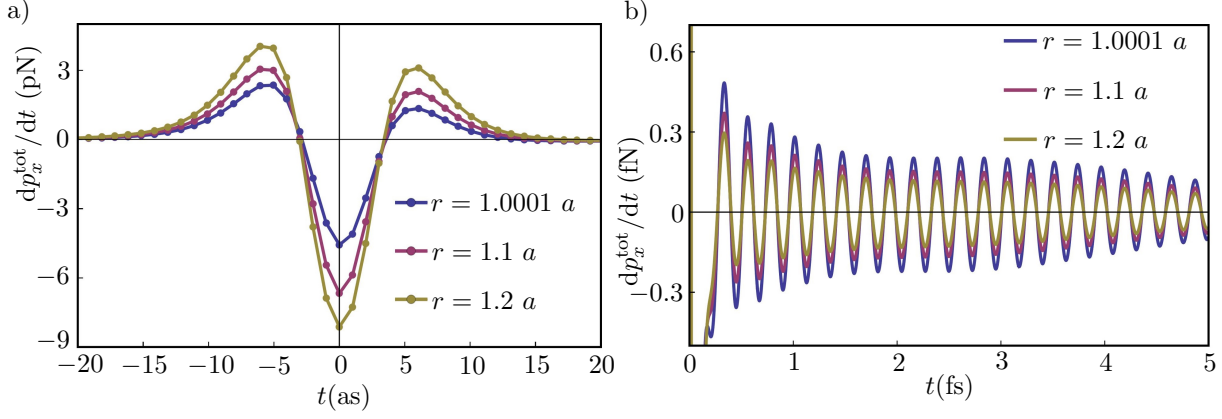 a)
dp_x^tot/dt (pN)
3
0
−3
−6
−9
r = 1.0001 a
r = 1.1 a
r = 1.2 a
−20 −15 −10 −5 0 5 10 15 20
t(as)
b)
dp_x^tot/dt (fN)
0.6
0.3
0
−0.3
r = 1.0001 a
r = 1.1 a
r = 1.2 a
0 1 2 3 4 5
t(fs)